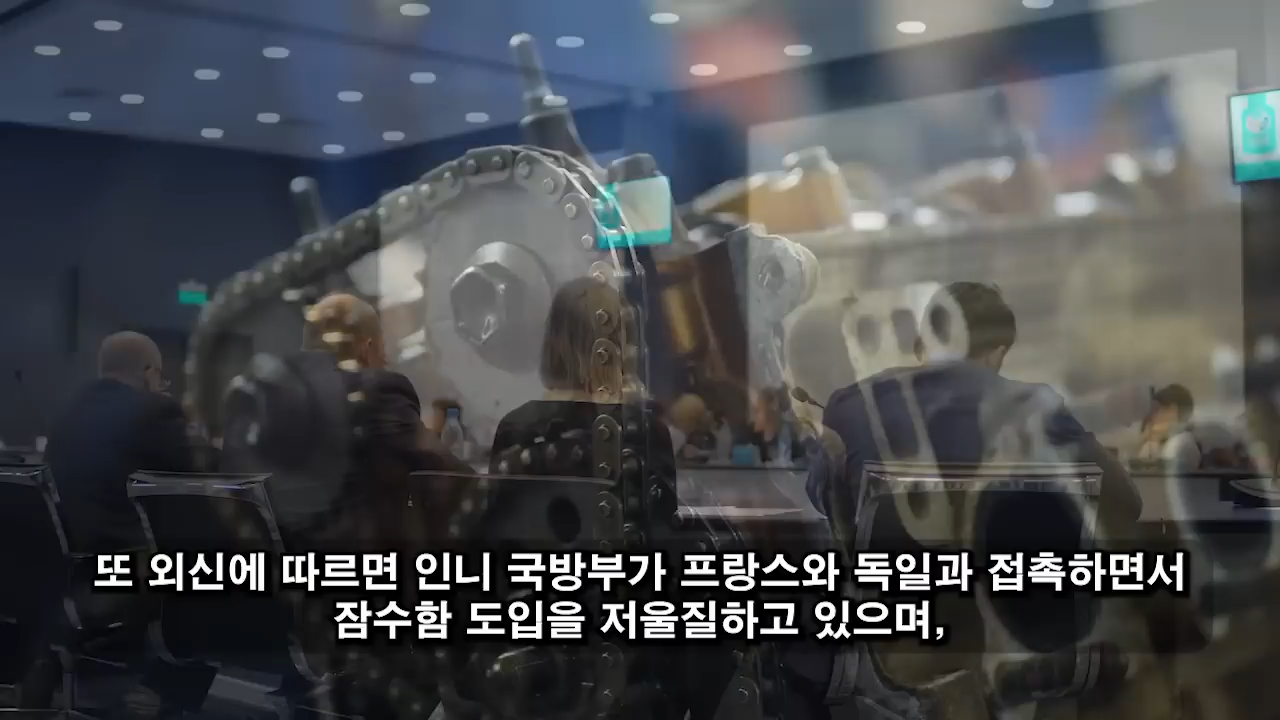 또 외신에 따르면 인니 국방부가 프랑스와 독일과 접촉하면서
잠수함 도입을 저울질하고 있으며,